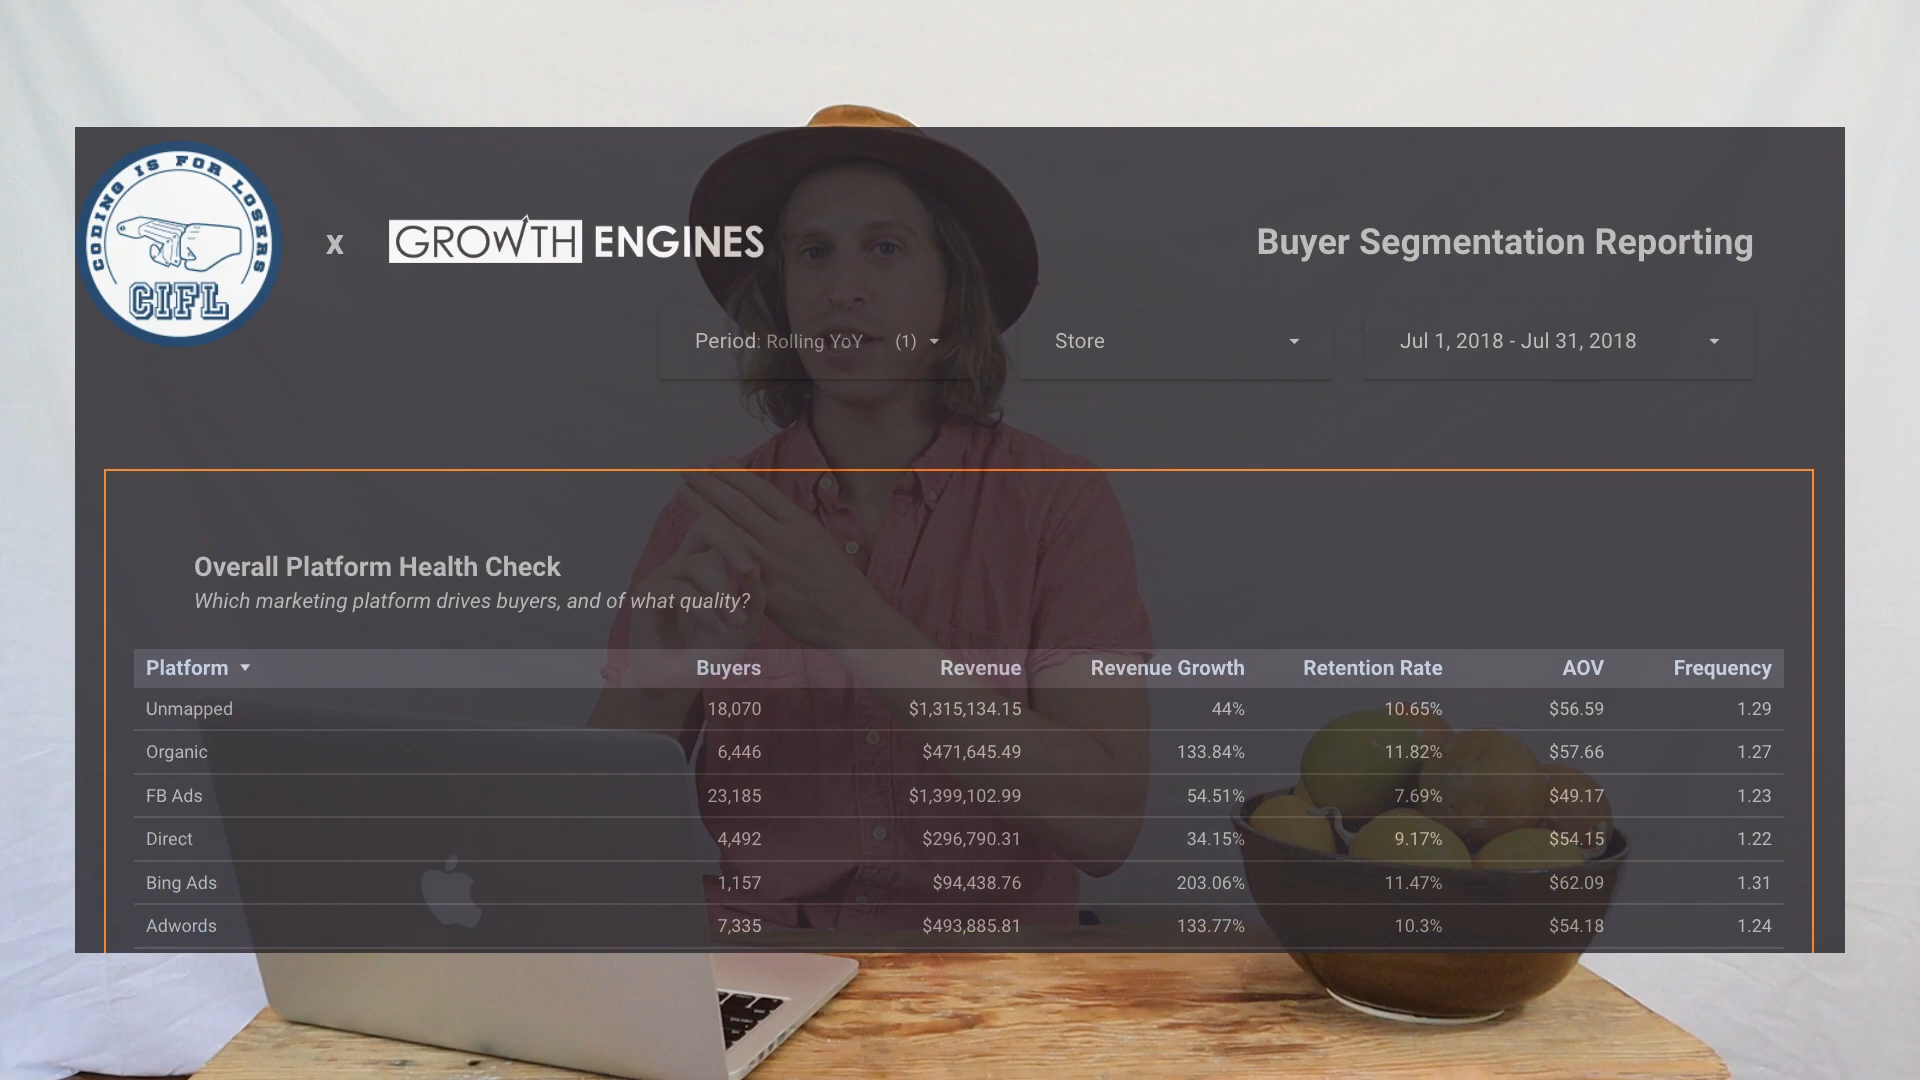 CODING IS FOR LOSERS
CIFL
x
GROWTH ENGINES
Buyer Segmentation Reporting
Period: Rolling YoY (1)
Store
Jul 1, 2018 - Jul 31, 2018
Overall Platform Health Check
Which marketing platform drives buyers, and of what quality?
Platform Buyers Revenue Revenue Growth Retention Rate AOV Frequency
Unmapped 18,070 $1,315,134.15 44% 10.65% $56.59 1.29
Organic 6,446 $471,645.49 133.84% 11.82% $57.66 1.27
FB Ads 23,185 $1,399,102.99 54.51% 7.69% $49.17 1.23
Direct 4,492 $296,790.31 34.15% 9.17% $54.15 1.22
Bing Ads 1,157 $94,438.76 203.06% 11.47% $62.09 1.31
Adwords 7,335 $493,885.81 133.77% 10.3% $54.18 1.24